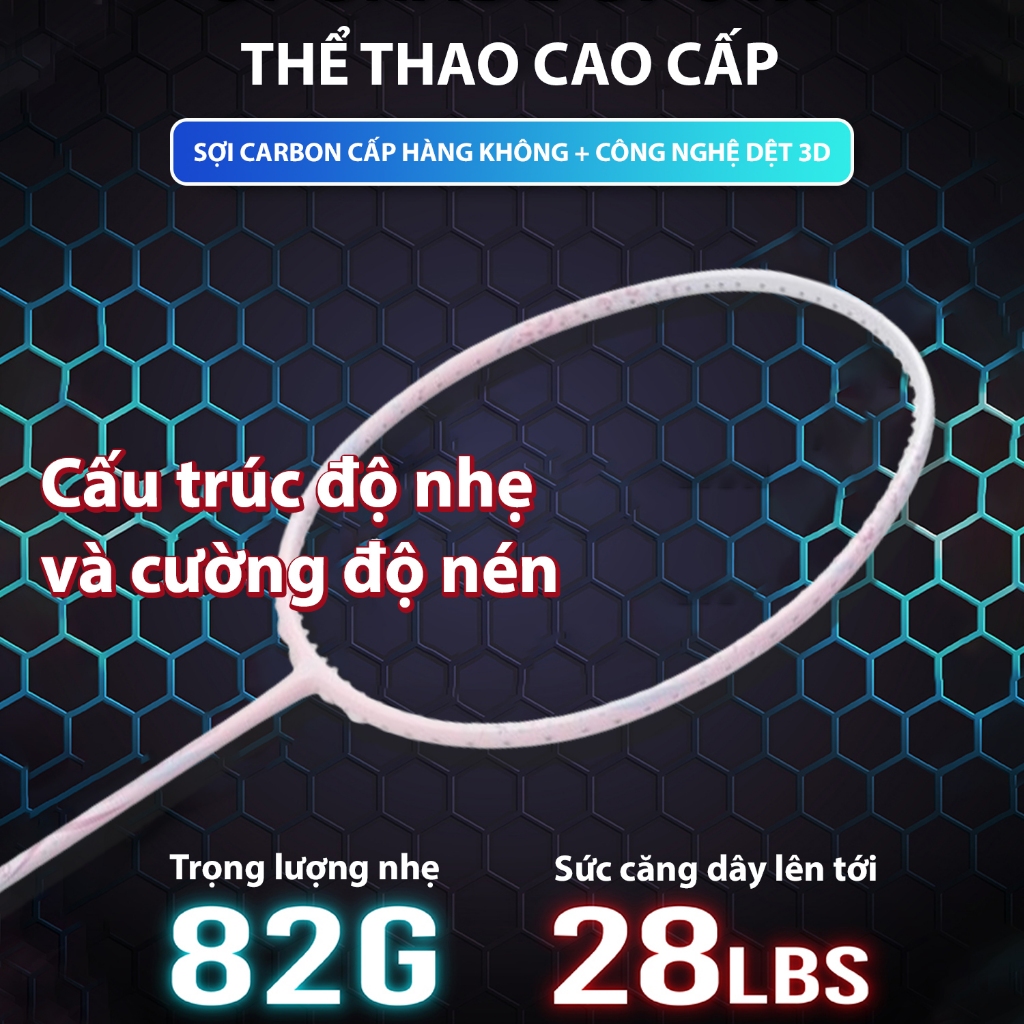 THỂ THAO CAO CẤP
SỢI CARBON CẤP HÀNG KHÔNG + CÔNG NGHỆ DỆT 3D
Cấu trúc độ nhẹ
và cường độ nén
Trọng lượng nhẹ
82G
Sức căng dây lên tới
28LBS